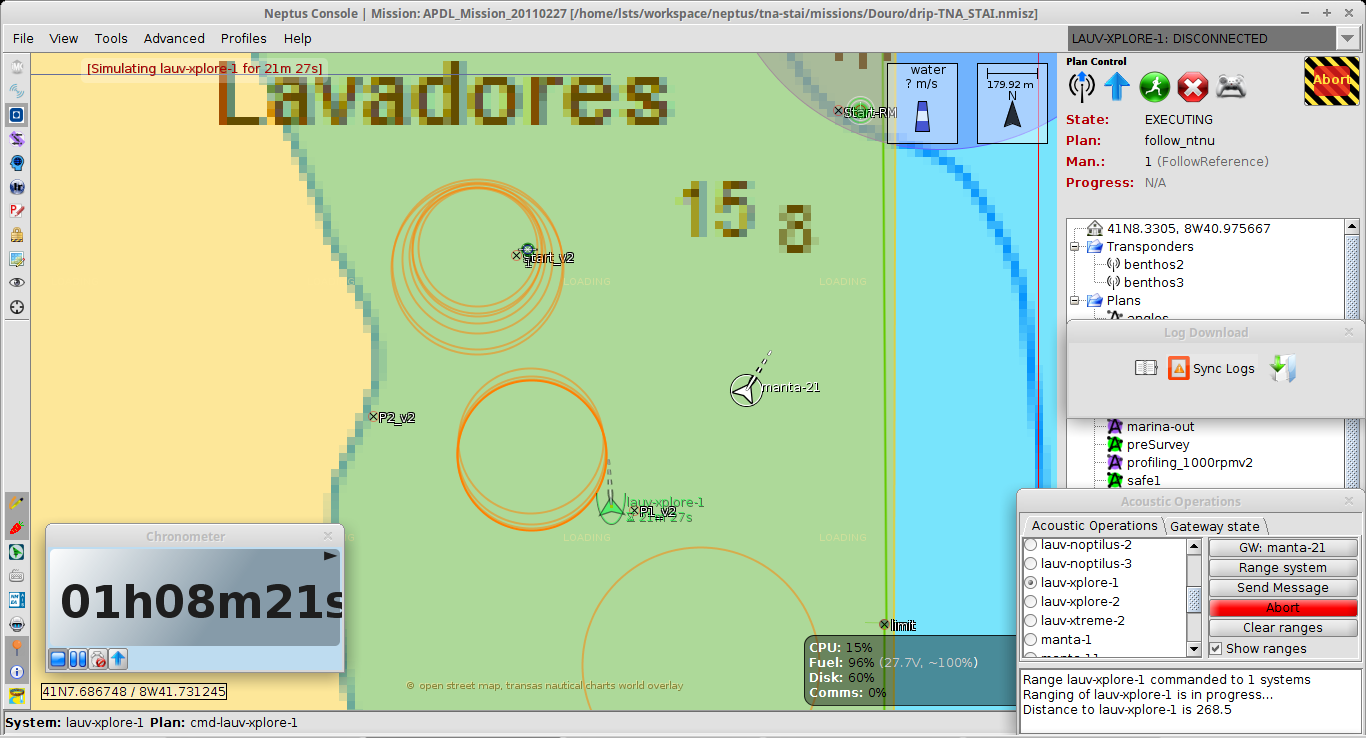 Neptus Console | Mission: APDL_Mission_20110227 [/home/lsts/workspace/neptus/tna-stai/missions/Douro/drip-TNA_STAI.nmisz]
File View Tools Advanced Profiles Help
LAUV-XPLORE-1: DISCONNECTED
[Simulating lauv-xplore-1 for 21m 27s]
Lavadores
water
? m/s
179.92 m
N
Start-RM
15
8
Start_v2
1
LOADING
LOADING
manta-21
P2_v2
lauv-xplore-1
21m 27s
P1_v2
LOADING
LOADING
limit
Plan Control
Abort
State: EXECUTING
Plan: follow_ntnu
Man.: 1 (FollowReference)
Progress: N/A
41N8.3305, 8W40.975667
Transponders
benthos2
benthos3
Plans
angles
Log Download
Sync Logs
marina-out
preSurvey
profiling_1000rpmv2
safe1
Acoustic Operations
Acoustic Operations Gateway state
lauv-noptilus-2
lauv-noptilus-3
lauv-xplore-1
lauv-xplore-2
lauv-xtreme-2
manta-1
manta-11
GW: manta-21
Range system
Send Message
Abort
Clear ranges
Show ranges
Range lauv-xplore-1 commanded to 1 systems
Ranging of lauv-xplore-1 is in progress...
Distance to lauv-xplore-1 is 268.5
Chronometer
01h08m21s
CPU: 15%
Fuel: 96% (27.7V, ~100%)
Disk: 60%
Comms: 0%
41N7.686748 / 8W41.731245
© open street map, transas nautical charts world overlay
System: lauv-xplore-1 Plan: cmd-lauv-xplore-1